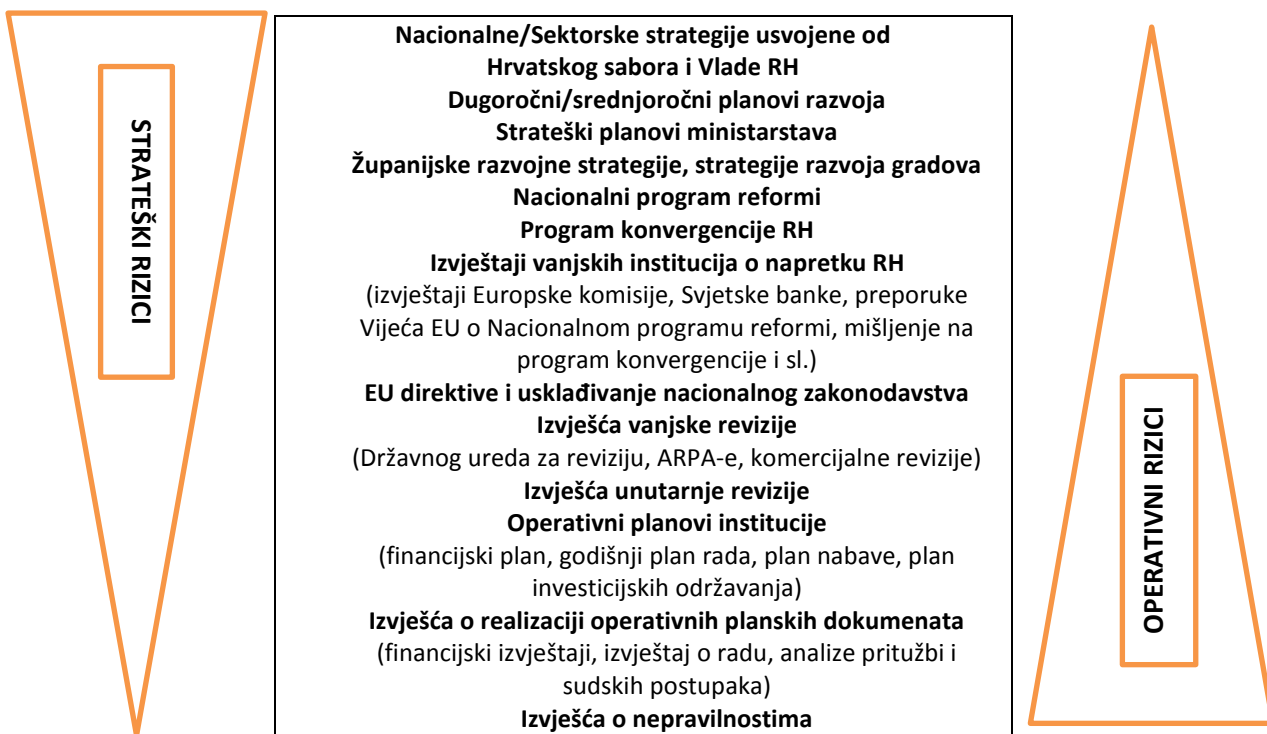 STRATEŠKI RIZICI
Nacionalne/Sektorske strategije usvojene od
Hrvatskog sabora i Vlade RH
Dugoročni/srednjoročni planovi razvoja
Strateški planovi ministarstava
Županijske razvojne strategije, strategije razvoja gradova
Nacionalni program reformi
Program konvergencije RH
Izvještaji vanjskih institucija o napretku RH
(izvještaji Europske komisije, Svjetske banke, preporuke
Vijeća EU o Nacionalnom programu reformi, mišljenje na
program konvergencije i sl.)
EU direktive i usklađivanje nacionalnog zakonodavstva
Izvješća vanjske revizije
(Državnog ureda za reviziju, ARPA-e, komercijalne revizije)
Izvješća unutarnje revizije
Operativni planovi institucije
(financijski plan, godišnji plan rada, plan nabave, plan
investicijskih održavanja)
Izvješća o realizaciji operativnih planskih dokumenata
(financijski izvještaji, izvještaj o radu, analize pritužbi i
sudskih postupaka)
Izvješća o nepravilnostima
OPERATIVNI RIZICI